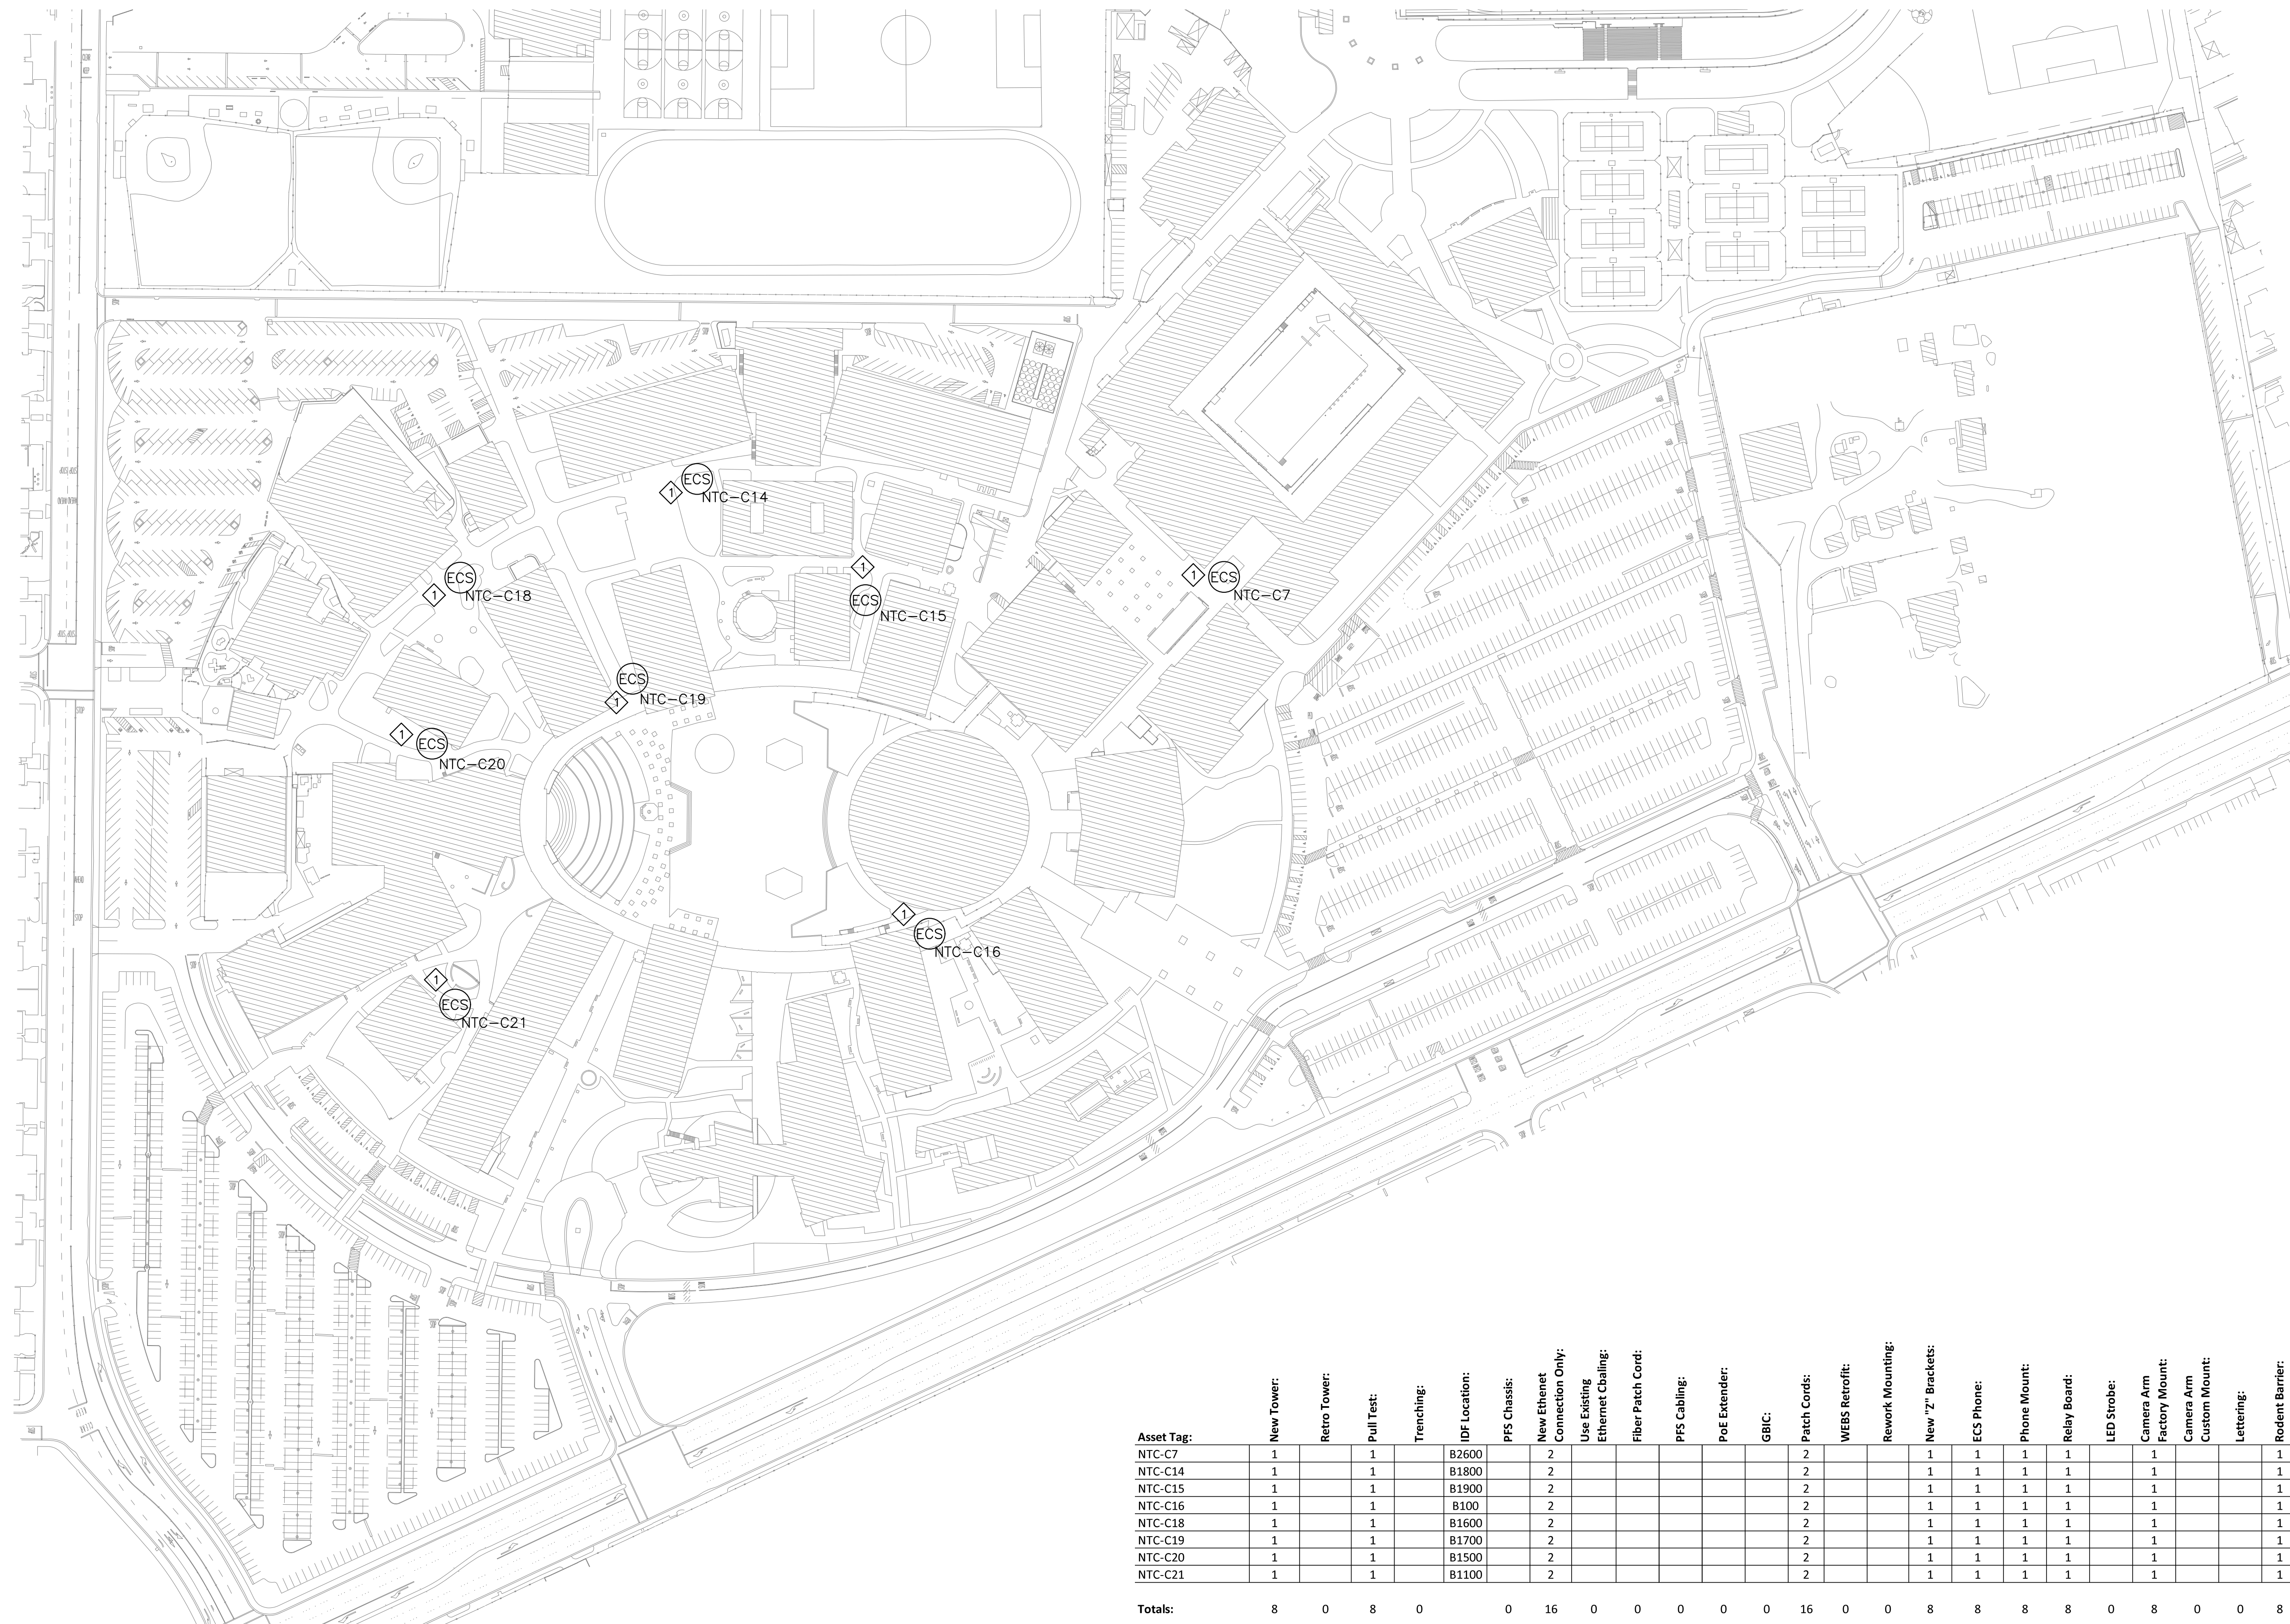 1
ECS
NTC-C14
1
ECS
NTC-C18
1
ECS
NTC-C15
1
ECS
NTC-C7
ECS
1
NTC-C19
1
ECS
NTC-C20
1
ECS
NTC-C16
1
ECS
NTC-C21
AHEAD
STOP
Asset Tag: New Tower: Retro Tower: Pull Test: Trenching: IDF Location: PFS Chassis: New Ethenet Connection Only: Use Existing Ethernet Cbaling: Fiber Patch Cord: PFS Cabling: PoE Extender: GBIC: Patch Cords: WEBS Retrofit: Rework Mounting: New "Z" Brackets: ECS Phone: Phone Mount: Relay Board: LED Strobe: Camera Arm Factory Mount: Camera Arm Custom Mount: Lettering: Rodent Barrier:
NTC-C7 1 1 B2600 2 2 1 1 1 1 1 1
NTC-C14 1 1 B1800 2 2 1 1 1 1 1 1
NTC-C15 1 1 B1900 2 2 1 1 1 1 1 1
NTC-C16 1 1 B100 2 2 1 1 1 1 1 1
NTC-C18 1 1 B1600 2 2 1 1 1 1 1 1
NTC-C19 1 1 B1700 2 2 1 1 1 1 1 1
NTC-C20 1 1 B1500 2 2 1 1 1 1 1 1
NTC-C21 1 1 B1100 2 2 1 1 1 1 1 1
Totals: 8 0 8 0 0 16 0 0 0 0 0 16 0 0 8 8 8 8 0 8 0 0 8